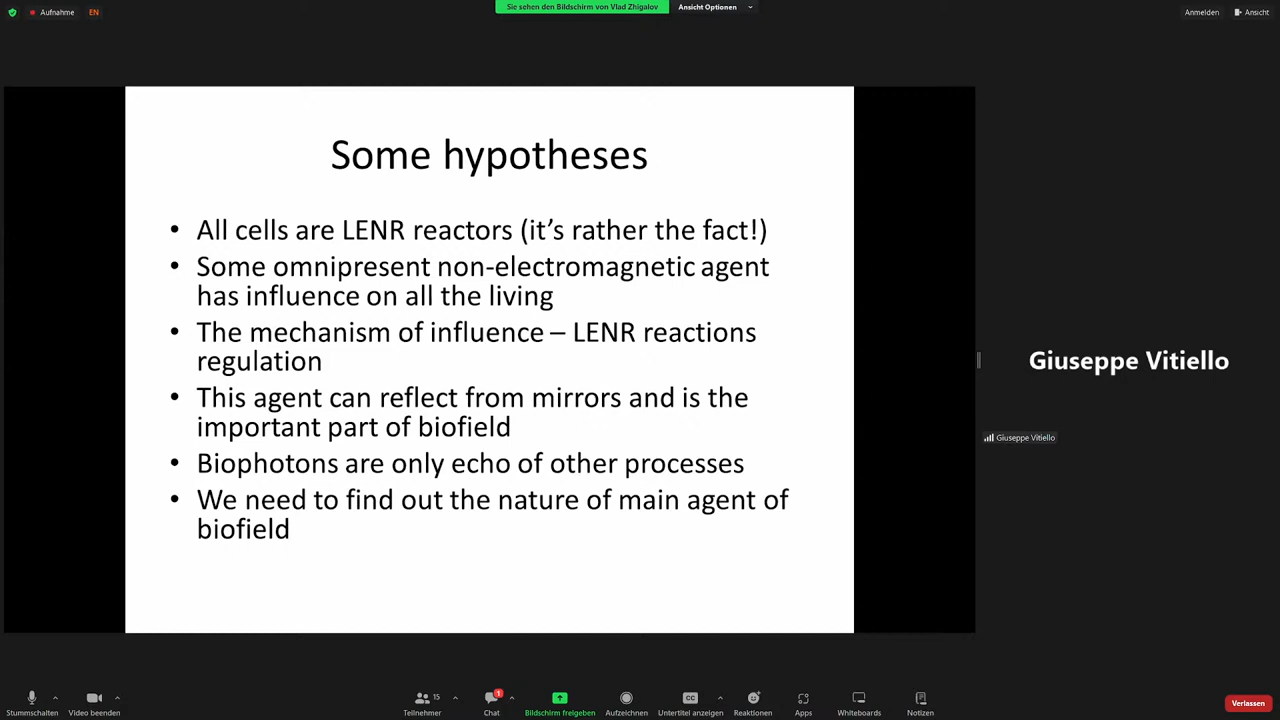 Aufnahme
EN
Sie sehen den Bildschirm von Vlad Zhigalov
Ansicht Optionen
Anmelden
Ansicht
Some hypotheses
• All cells are LENR reactors (it's rather the fact!)
• Some omnipresent non-electromagnetic agent
has influence on all the living
• The mechanism of influence – LENR reactions
regulation
• This agent can reflect from mirrors and is the
important part of biofield
• Biophotons are only echo of other processes
• We need to find out the nature of main agent of
biofield
Giuseppe Vitiello
Giuseppe Vitiello
Stummschalten
Video beenden
15
Teilnehmer
1
Chat
Bildschirm freigeben
Aufzeichnen
CC
Untertitel anzeigen
Reaktionen
Apps
Whiteboards
Notizen
Verlassen